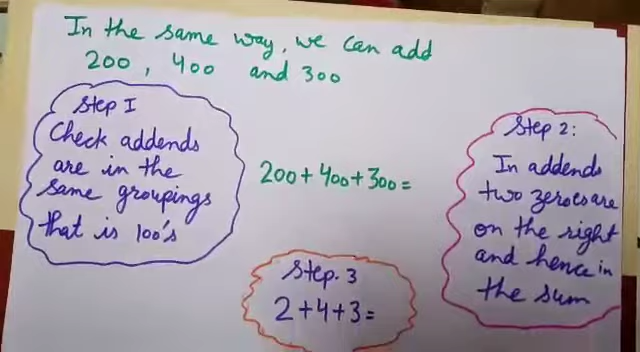 In the same way, we can add
200, 400 and 300
Step I
Check addends
are in the
same groupings
that is 100's
200+400+300=
Step 2:
In addends
two zeroes are
on the right
and hence in
the sum
Step. 3
2+4+3=